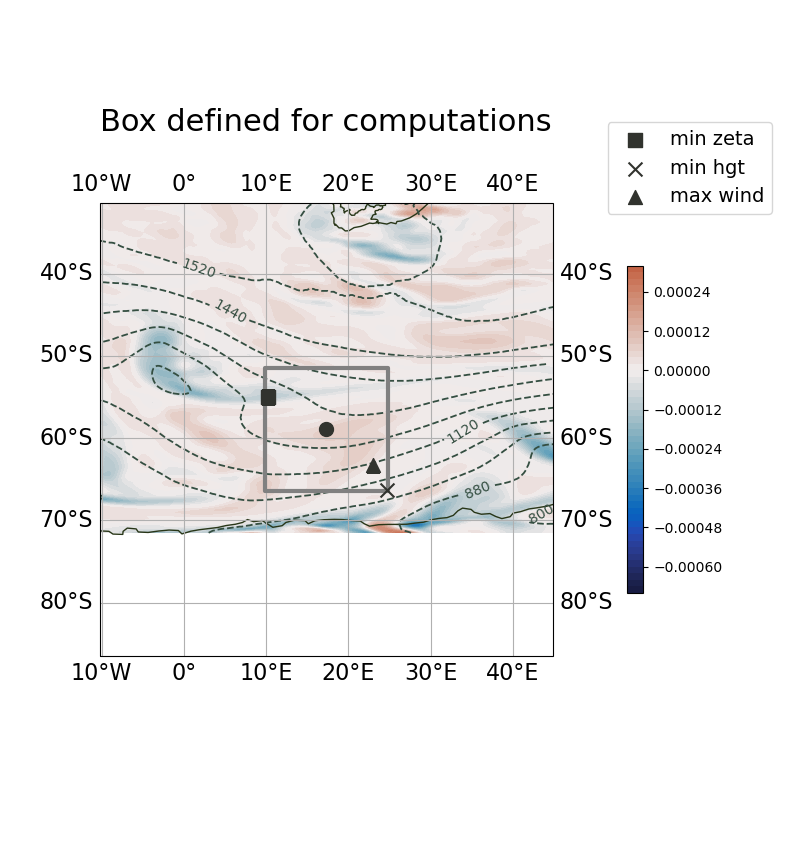 Box defined for computations
min zeta
min hgt
max wind
10°W 0° 10°E 20°E 30°E 40°E
40°S 40°S
50°S 50°S
60°S 60°S
70°S 70°S
80°S 80°S
10°W 0° 10°E 20°E 30°E 40°E
1520
1440
1120
880
800
0.00024
0.00012
0.00000
−0.00012
−0.00024
−0.00036
−0.00048
−0.00060